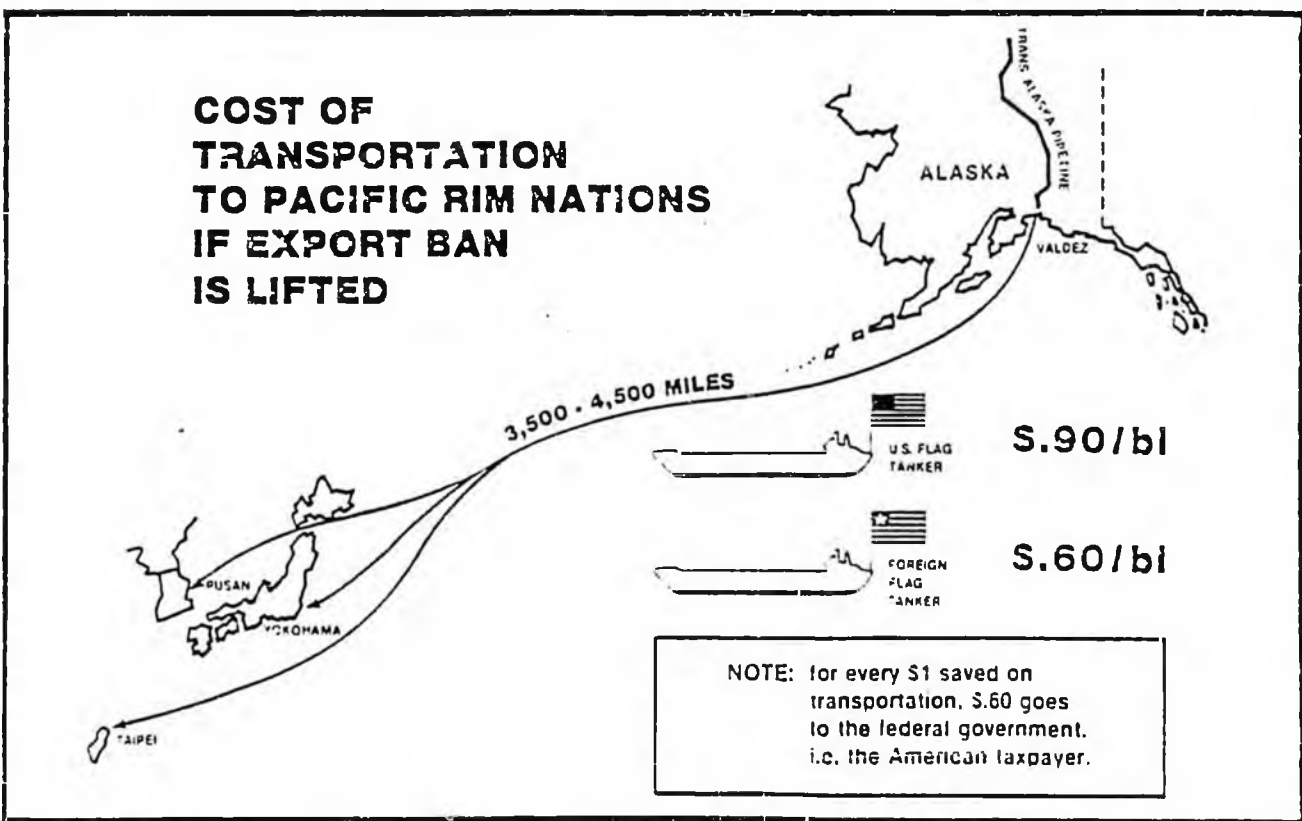 COST OF
TRANSPORTATION
TO PACIFIC RIM NATIONS
IF EXPORT BAN
IS LIFTED
TRANS ALASKA PIPELINE
ALASKA
VALDEZ
3,500 - 4,500 MILES
U.S. FLAG
TANKER
$.90/bl
FOREIGN
FLAG
TANKER
$.60/bl
PUSAN
YOKOHAMA
TAIPEI
NOTE: for every $1 saved on
transportation, $.60 goes
to the federal government.
i.e. the American taxpayer.